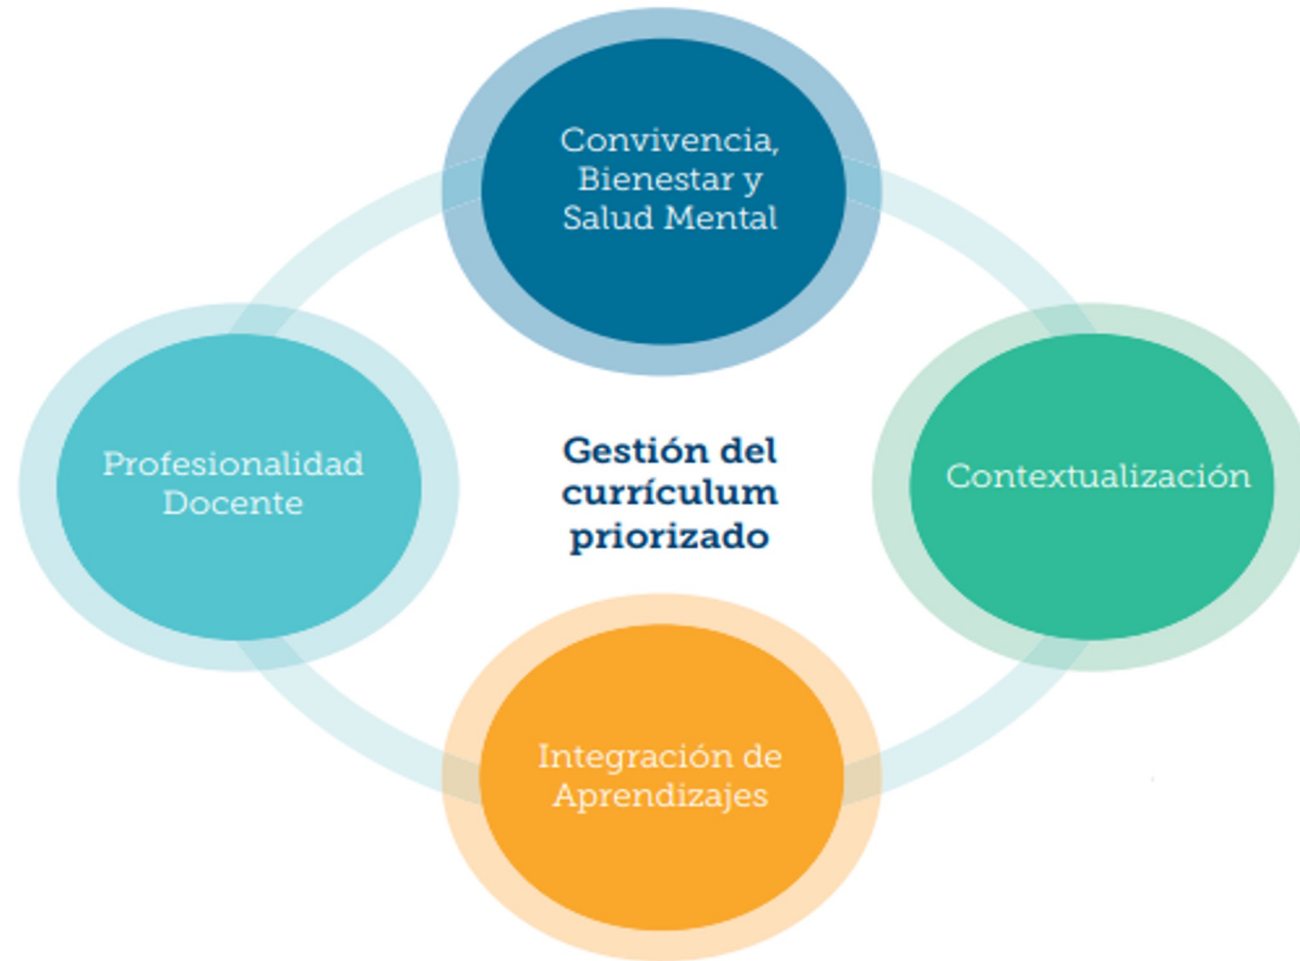 Convivencia,
Bienestar y
Salud Mental
Profesionalidad
Docente
Gestión del
currículum
priorizado
Contextualización
Integración de
Aprendizajes